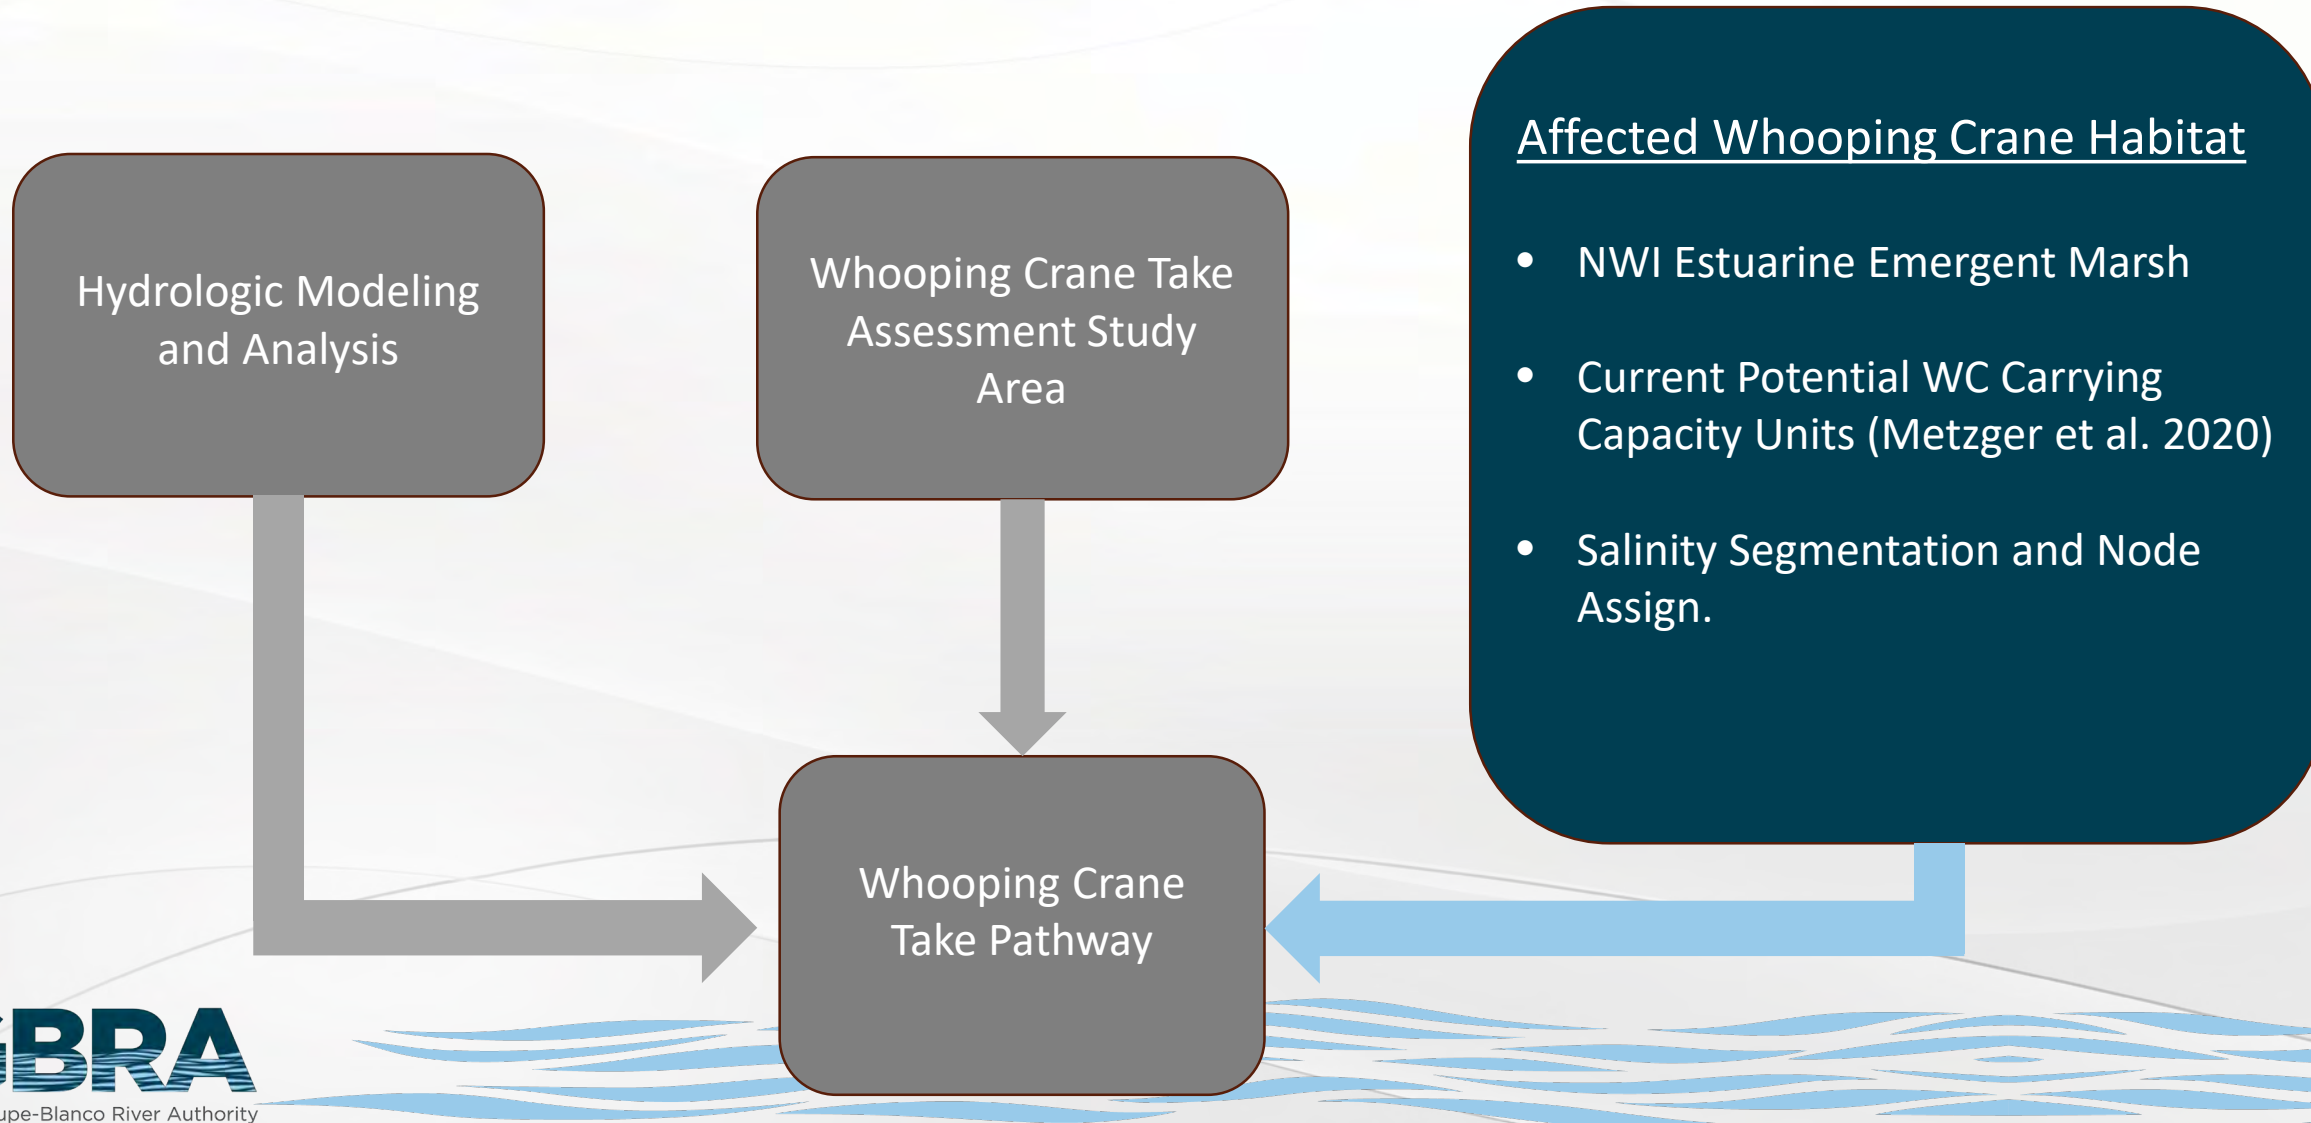 Hydrologic Modeling
and Analysis
Whooping Crane Take
Assessment Study
Area
Affected Whooping Crane Habitat
• NWI Estuarine Emergent Marsh
• Current Potential WC Carrying
Capacity Units (Metzger et al. 2020)
• Salinity Segmentation and Node
Assign.
Whooping Crane
Take Pathway
GBRA
upe-Blanco River Authority